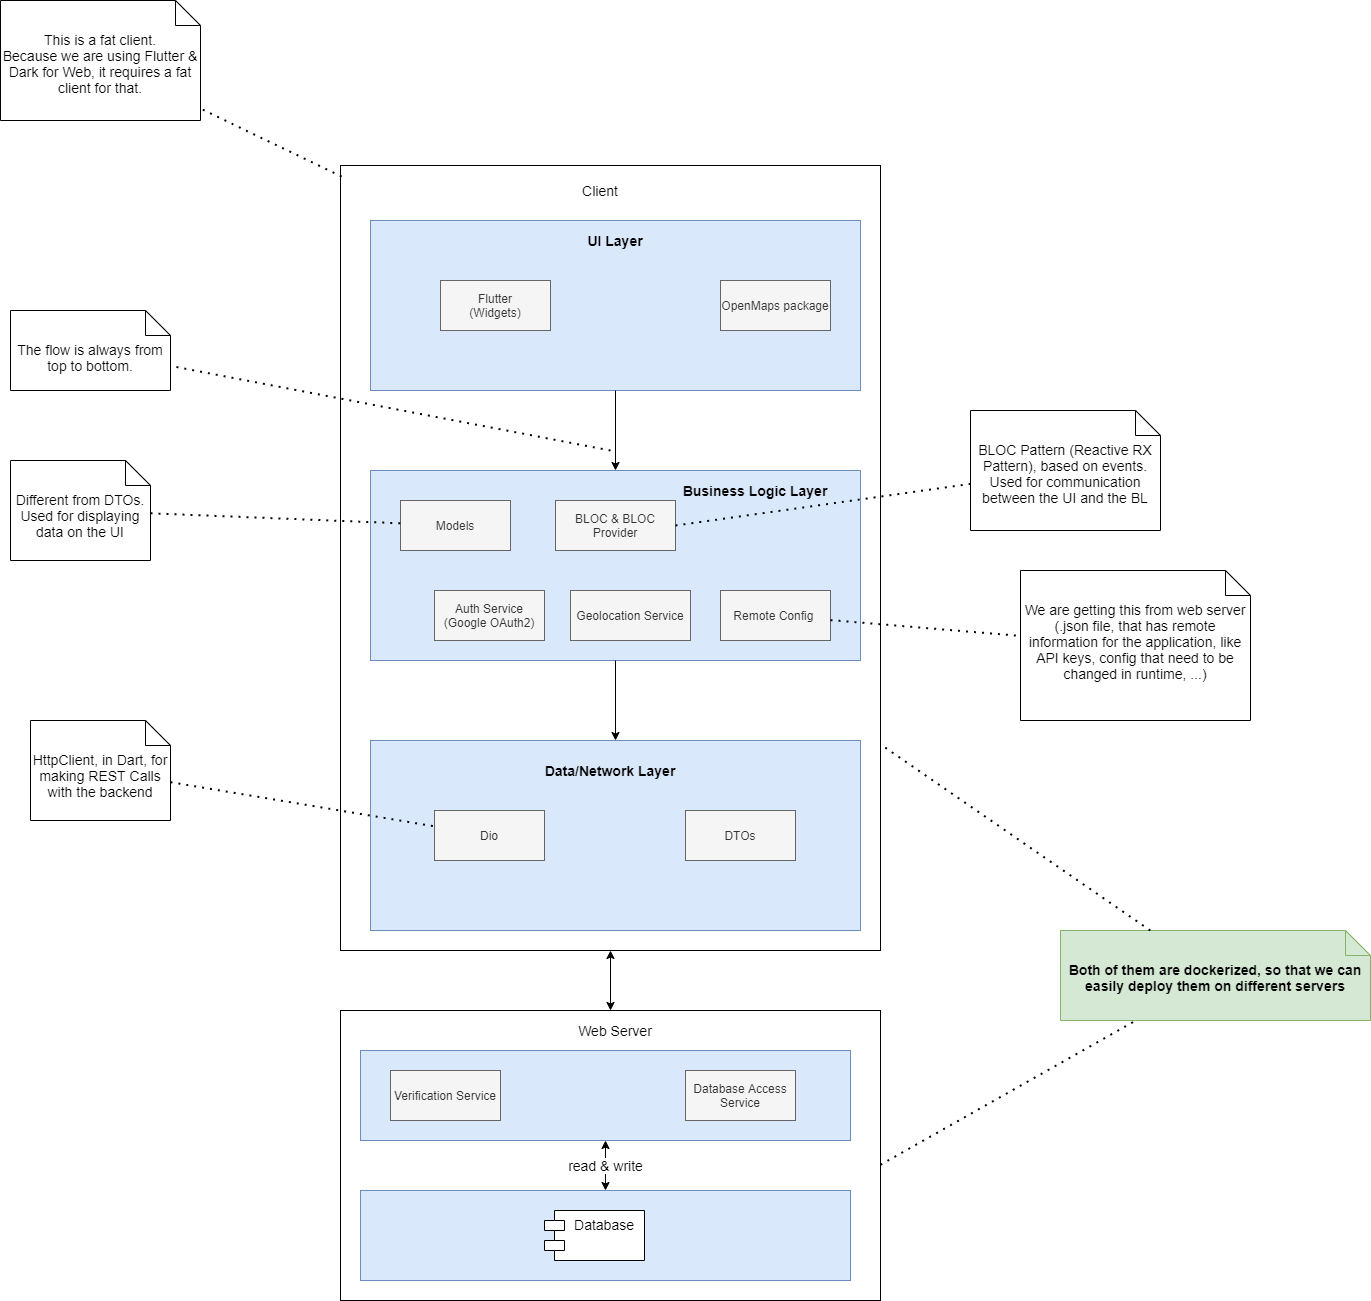 This is a fat client.
Because we are using Flutter &
Dark for Web, it requires a fat
client for that.
Client
UI Layer
Flutter
(Widgets)
OpenMaps package
The flow is always from
top to bottom.
BLOC Pattern (Reactive RX
Pattern), based on events.
Used for communication
between the UI and the BL
Different from DTOs.
Used for displaying
data on the UI
Business Logic Layer
Models
BLOC & BLOC
Provider
Auth Service
(Google OAuth2)
Geolocation Service
Remote Config
We are getting this from web server
(.json file, that has remote
information for the application, like
API keys, config that need to be
changed in runtime, ...)
HttpClient, in Dart, for
making REST Calls
with the backend
Data/Network Layer
Dio
DTOs
Both of them are dockerized, so that we can
easily deploy them on different servers
Web Server
Verification Service
Database Access
Service
read & write
Database